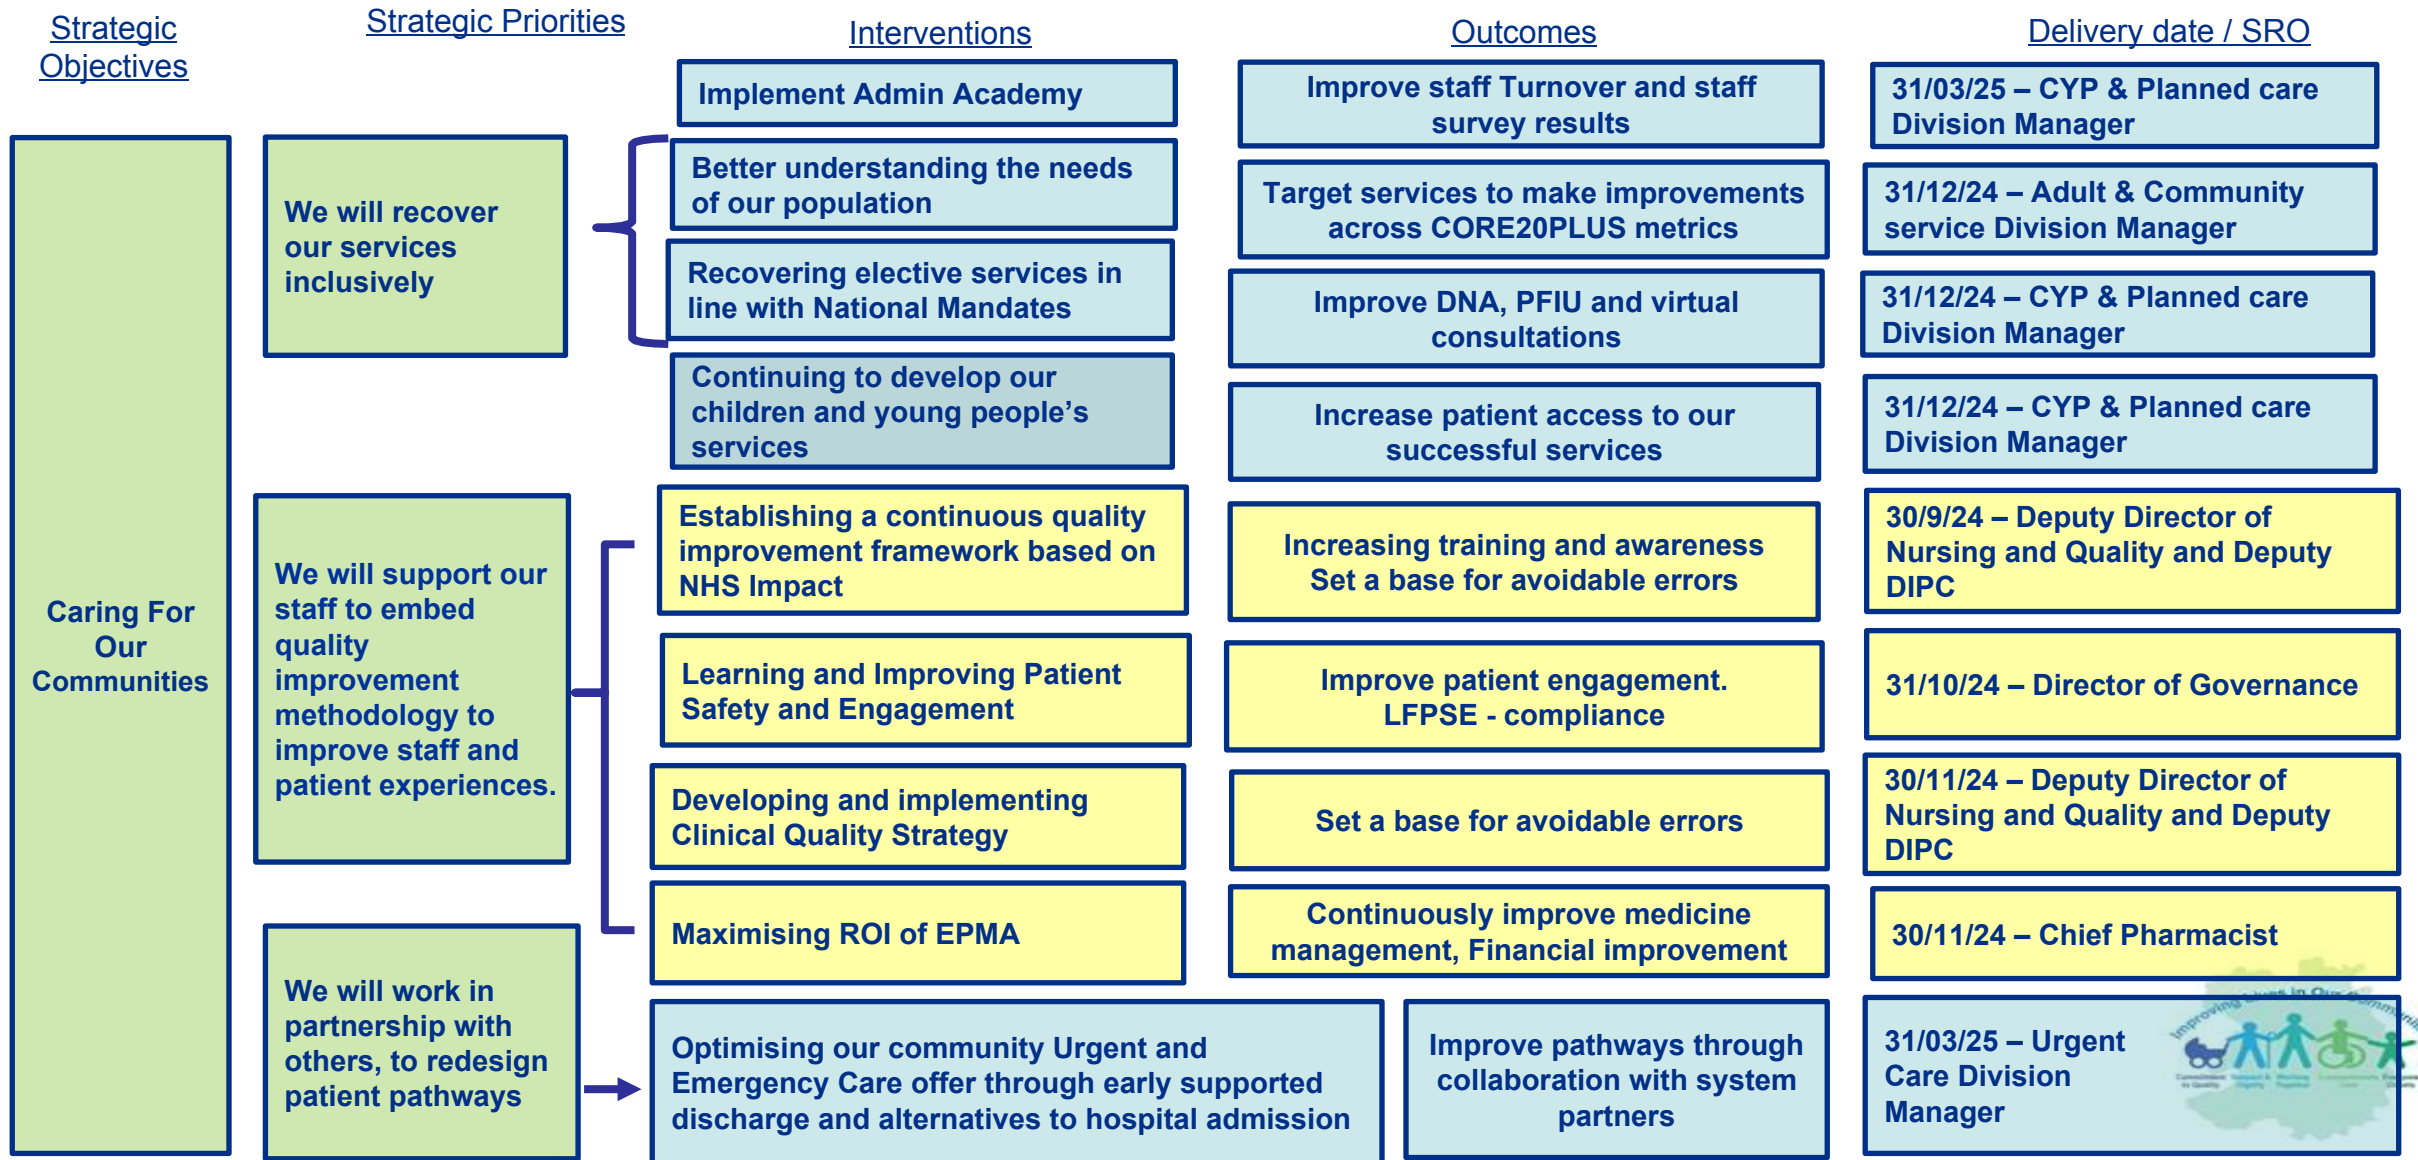 Strategic
Objectives
Strategic Priorities
Interventions
Outcomes
Delivery date / SRO
Caring For
Our
Communities
We will recover
our services
inclusively
Implement Admin Academy
Improve staff Turnover and staff
survey results
31/03/25 – CYP & Planned care
Division Manager
Better understanding the needs
of our population
Target services to make improvements
across CORE20PLUS metrics
31/12/24 – Adult & Community
service Division Manager
Recovering elective services in
line with National Mandates
Improve DNA, PFIU and virtual
consultations
31/12/24 – CYP & Planned care
Division Manager
Continuing to develop our
children and young people’s
services
Increase patient access to our
successful services
31/12/24 – CYP & Planned care
Division Manager
We will support our
staff to embed
quality
improvement
methodology to
improve staff and
patient experiences.
Establishing a continuous quality
improvement framework based on
NHS Impact
Increasing training and awareness
Set a base for avoidable errors
30/9/24 – Deputy Director of
Nursing and Quality and Deputy
DIPC
Learning and Improving Patient
Safety and Engagement
Improve patient engagement.
LFPSE - compliance
31/10/24 – Director of Governance
Developing and implementing
Clinical Quality Strategy
Set a base for avoidable errors
30/11/24 – Deputy Director of
Nursing and Quality and Deputy
DIPC
Maximising ROI of EPMA
Continuously improve medicine
management, Financial improvement
30/11/24 – Chief Pharmacist
We will work in
partnership with
others, to redesign
patient pathways
Optimising our community Urgent and
Emergency Care offer through early supported
discharge and alternatives to hospital admission
Improve pathways through
collaboration with system
partners
31/03/25 – Urgent
Care Division
Manager
Improving Lives in Our